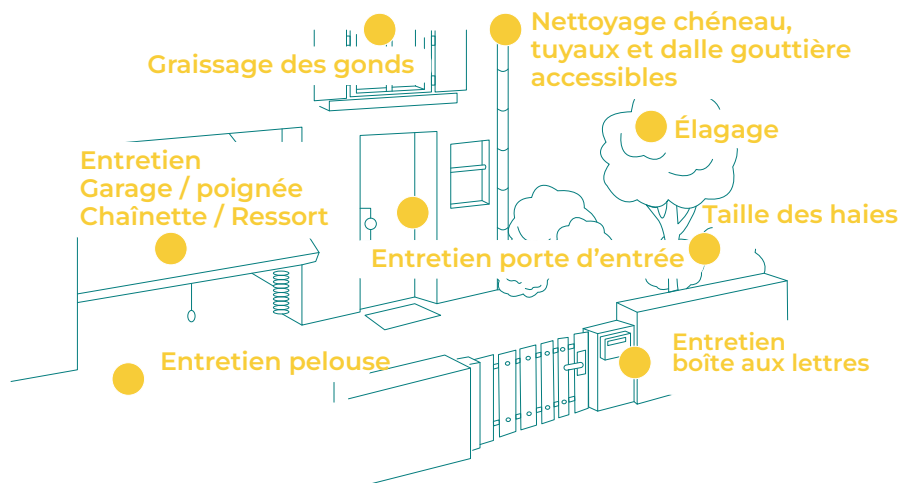 Nettoyage chéneau,
tuyaux et dalle gouttière
accessibles
Graissage des gonds
Élagage
Entretien
Garage / poignée
Chaînette / Ressort
Taille des haies
Entretien porte d’entrée
Entretien
boîte aux lettres
Entretien pelouse